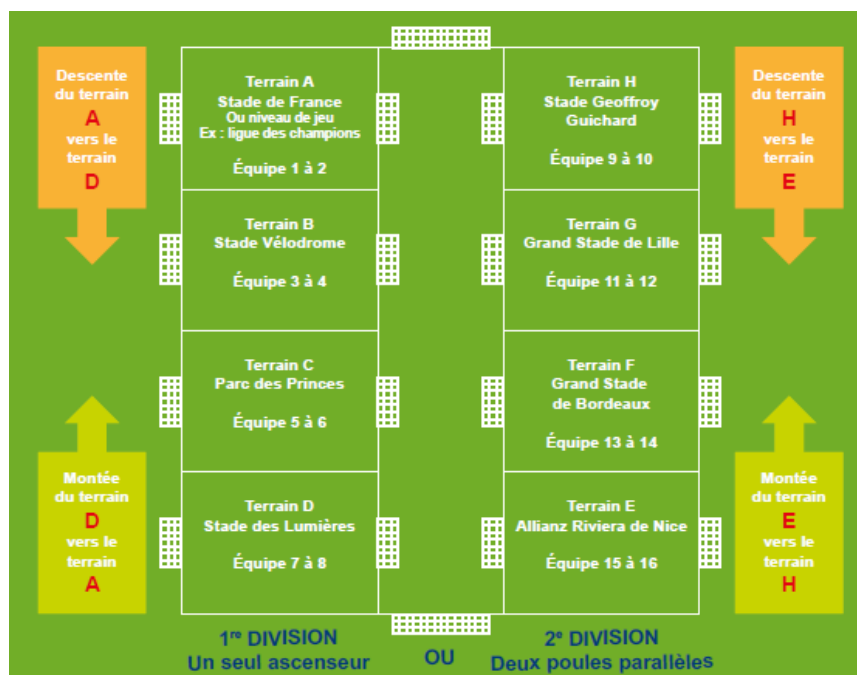 Descente
du terrain
A
vers le
terrain
D
Montée
du terrain
D
vers le
terrain
A
Terrain A
Stade de France
Ou niveau de jeu
Ex : ligue des champions
Équipe 1 à 2
Terrain B
Stade Vélodrome
Équipe 3 à 4
Terrain C
Parc des Princes
Équipe 5 à 6
Terrain D
Stade des Lumières
Équipe 7 à 8
Terrain H
Stade Geoffroy
Guichard
Équipe 9 à 10
Terrain G
Grand Stade de Lille
Équipe 11 à 12
Terrain F
Grand Stade
de Bordeaux
Équipe 13 à 14
Terrain E
Allianz Riviera de Nice
Équipe 15 à 16
Descente
du terrain
H
vers le
terrain
E
Montée
du terrain
E
vers le
terrain
H
1re DIVISION
Un seul ascenseur
OU
2e DIVISION
Deux poules parallèles